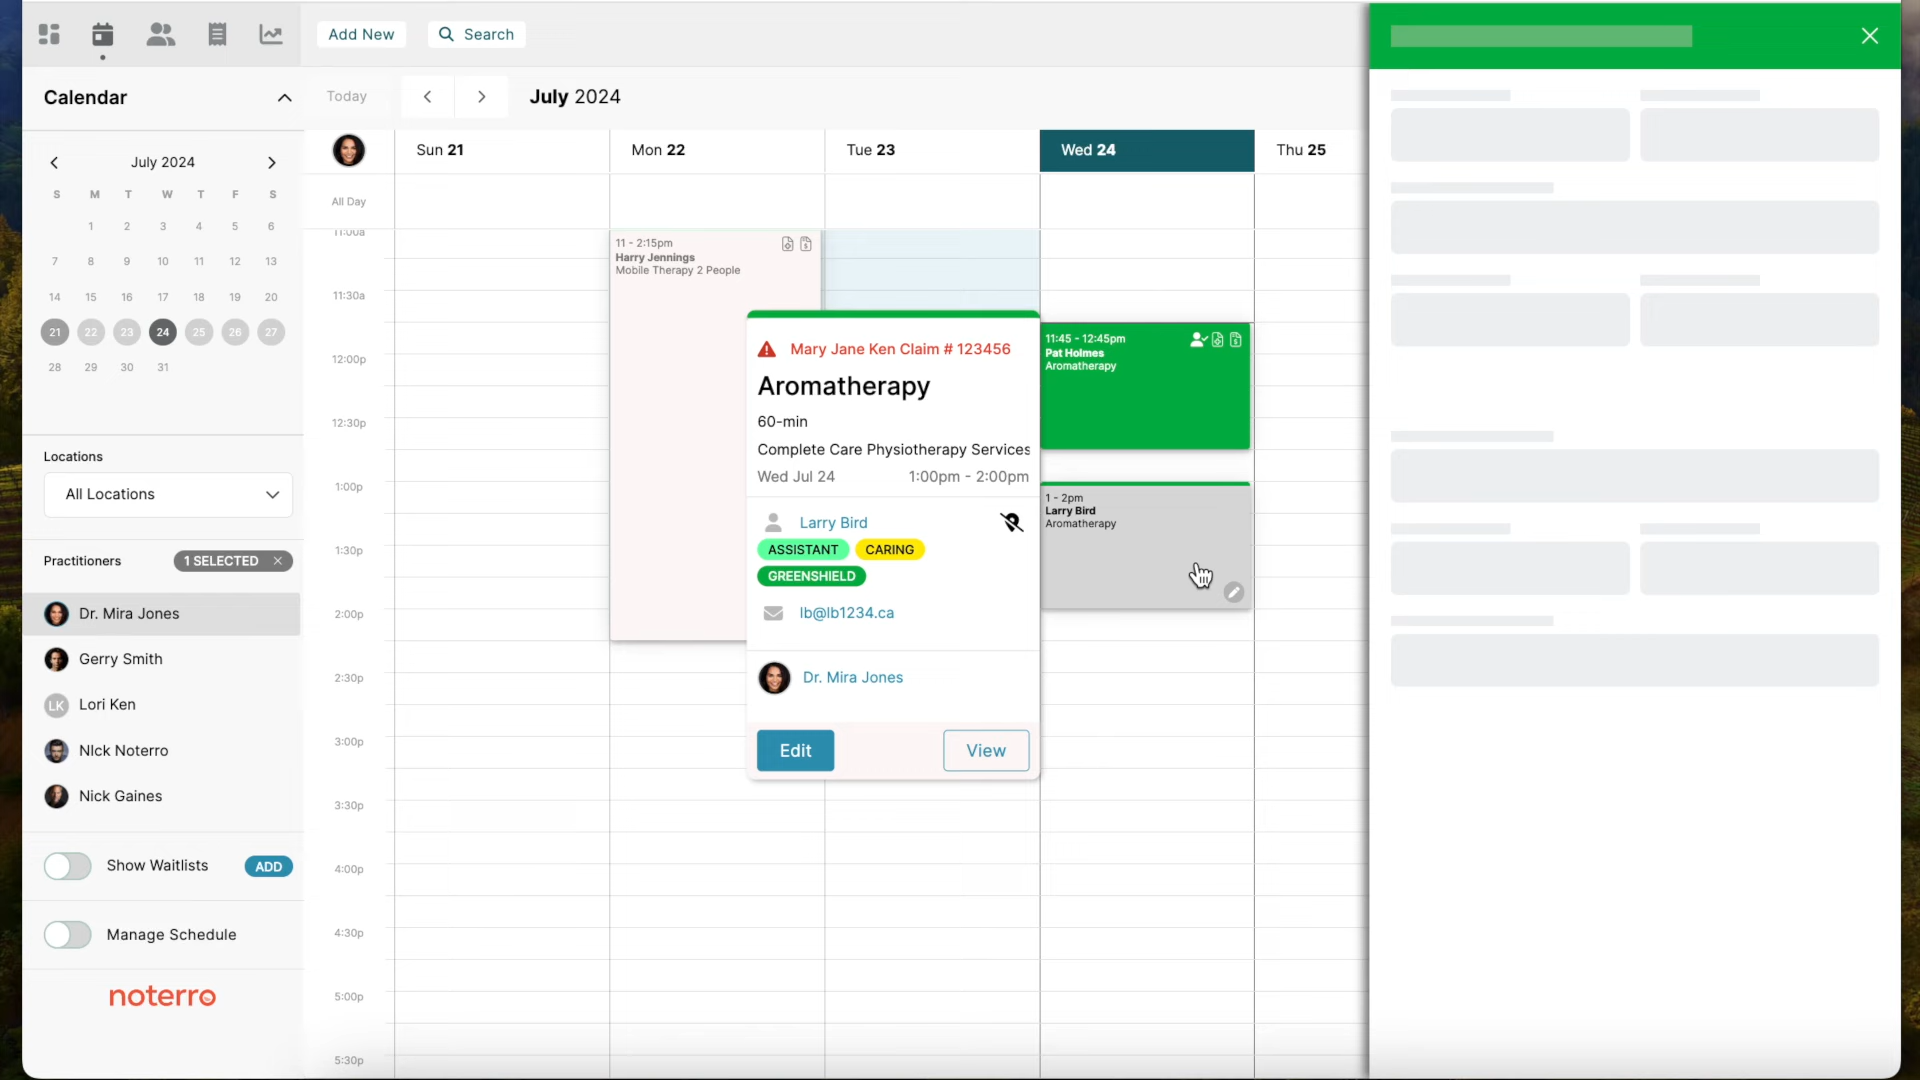 Add New
Search
Calendar
Today
July 2024
July 2024
S M T W T F S
1 2 3 4 5 6
7 8 9 10 11 12 13
14 15 16 17 18 19 20
21 22 23 24 25 26 27
28 29 30 31
Locations
All Locations
Practitioners
1 SELECTED
Dr. Mira Jones
Gerry Smith
LK Lori Ken
NIck Noterro
Nick Gaines
Show Waitlists
ADD
Manage Schedule
noterro
Sun 21
Mon 22
Tue 23
Wed 24
Thu 25
All Day
11:00a
11:30a
12:00p
12:30p
1:00p
1:30p
2:00p
2:30p
3:00p
3:30p
4:00p
4:30p
5:00p
5:30p
11 - 2:15pm
Harry Jennings
Mobile Therapy 2 People
Mary Jane Ken Claim # 123456
Aromatherapy
60-min
Complete Care Physiotherapy Services
Wed Jul 24 1:00pm - 2:00pm
Larry Bird
ASSISTANT CARING
GREENSHIELD
lb@lb1234.ca
Dr. Mira Jones
Edit
View
11:45 - 12:45pm
Pat Holmes
Aromatherapy
1 - 2pm
Larry Bird
Aromatherapy